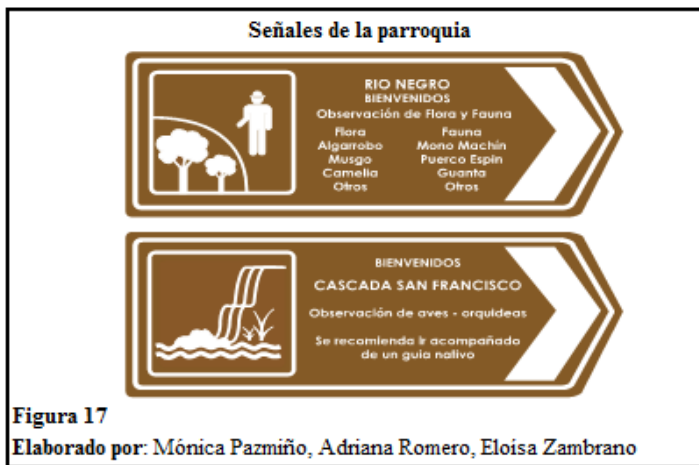 Señales de la parroquia
RIO NEGRO
BIENVENIDOS
Observación de Flora y Fauna
Flora Fauna
Algarrobo Mono Machín
Musgo Puerco Espin
Camelia Guanta
Otros Otros
BIENVENIDOS
CASCADA SAN FRANCISCO
Observación de aves - orquideas
Se recomienda ir acompañado
de un guia nativo
Figura 17
Elaborado por: Mónica Pazmiño, Adriana Romero, Eloísa Zambrano